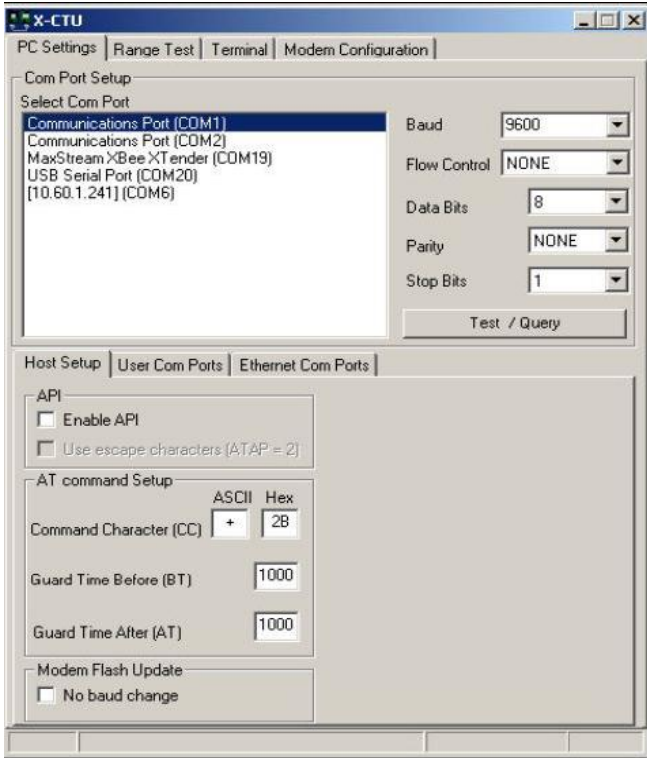 X-CTU
PC Settings Range Test Terminal Modem Configuration
Com Port Setup
Select Com Port
Communications Port (COM1)
Communications Port (COM2)
MaxStream XBee XTender (COM19)
USB Serial Port (COM20)
[10.60.1.241] (COM6)
Baud 9600
Flow Control NONE
Data Bits 8
Parity NONE
Stop Bits 1
Test / Query
Host Setup User Com Ports Ethernet Com Ports
API
Enable API
Use escape characters (ATAP = 2)
AT command Setup
ASCII Hex
Command Character (CC) + 2B
Guard Time Before (BT) 1000
Guard Time After (AT) 1000
Modem Flash Update
No baud change